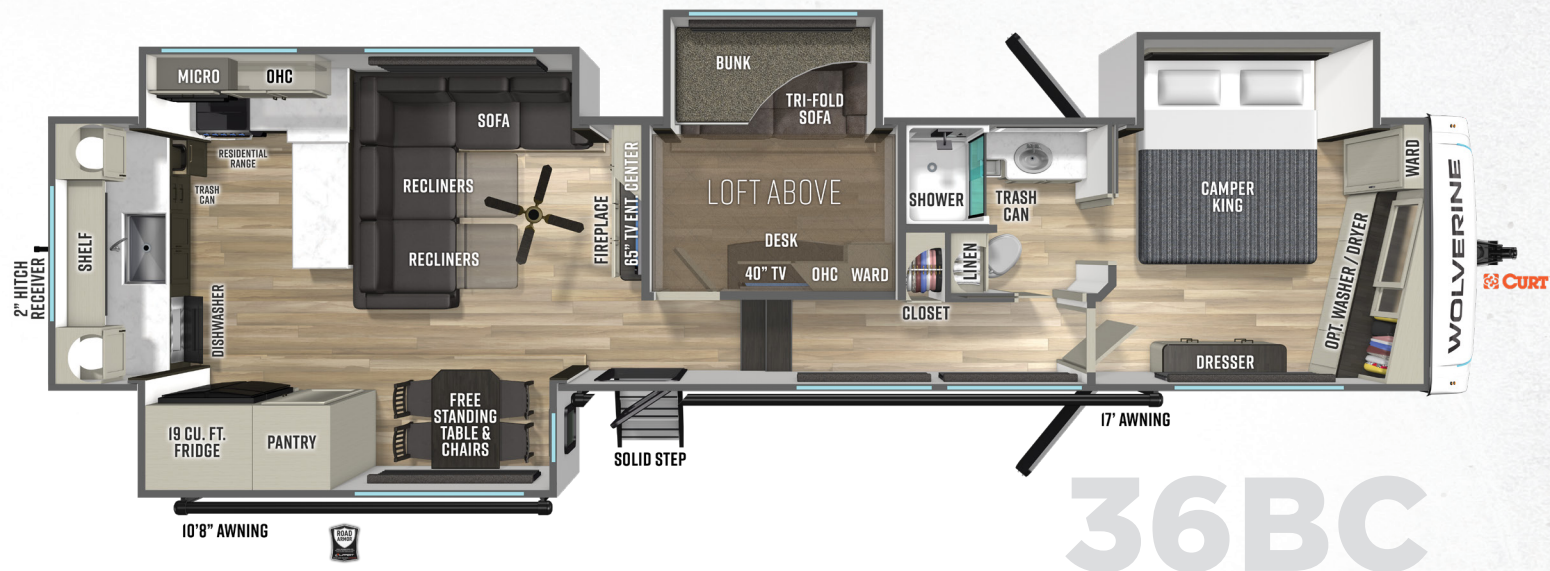 MICRO
OHC
RESIDENTIAL
RANGE
TRASH
CAN
SHELF
2" HITCH
RECEIVER
DISHWASHER
19 CU. FT.
FRIDGE
PANTRY
SOFA
RECLINERS
RECLINERS
FIREPLACE
65" TV ENT CENTER
FREE
STANDING
TABLE &
CHAIRS
BUNK
TRI-FOLD
SOFA
LOFT ABOVE
DESK
40" TV
OHC
WARD
SHOWER
TRASH
CAN
LINEN
CLOSET
CAMPER
KING
WARD
OPT. WASHER / DRYER
DRESSER
WOLVERINE
CURT
SOLID STEP
17' AWNING
10'8" AWNING
ROAD
ARMOR
36BC